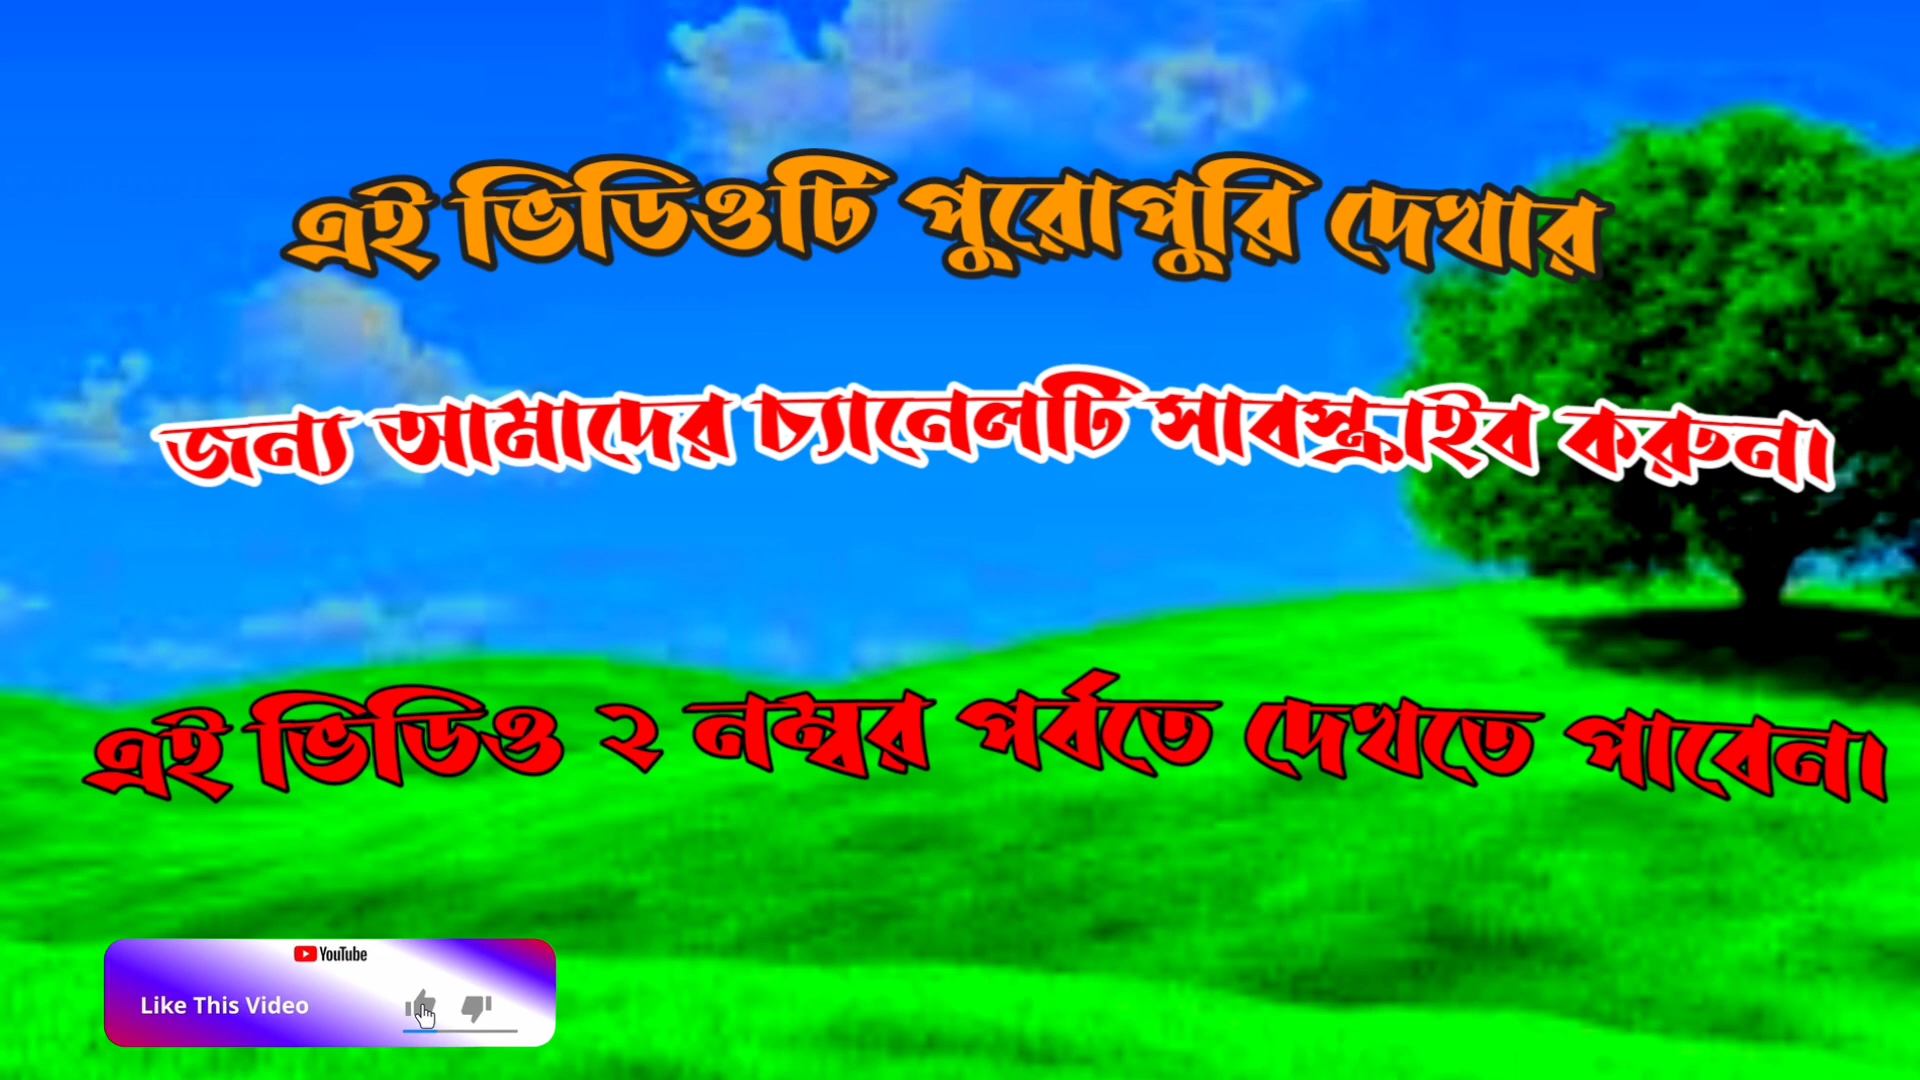 এই ভিডিওটি পুরোপুরি দেখার
জন্য আমাদের চ্যানেলটি সাবস্ক্রাইব করুন।
এই ভিডিও ২ নম্বর পর্বতে দেখতে পাবেন।
YouTube
Like This Video